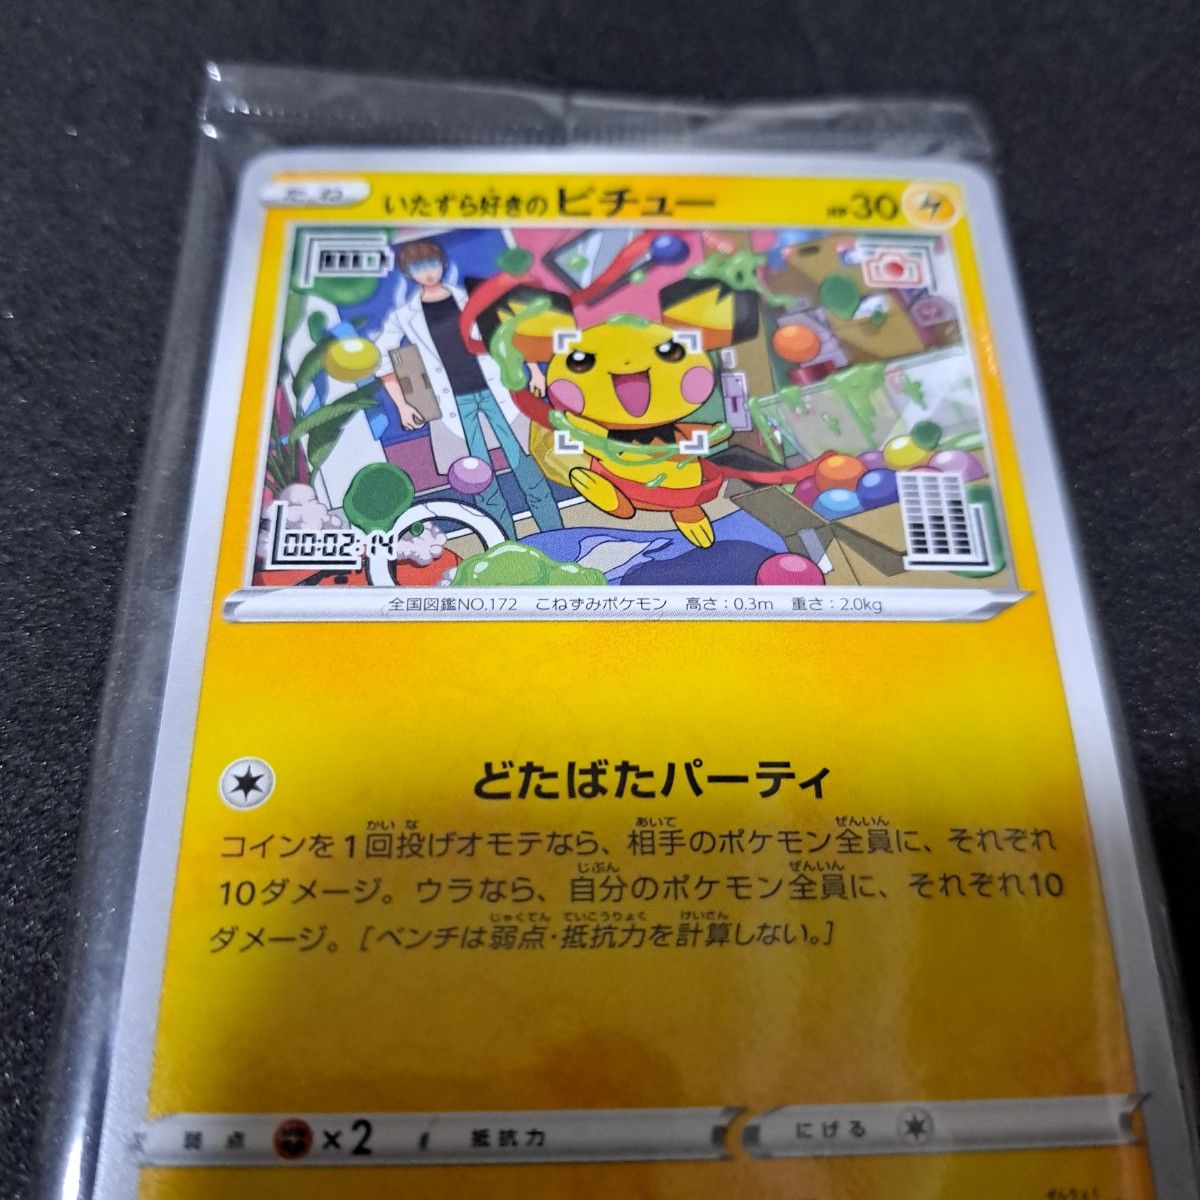 たね いたずら好きの ピチュー HP30
00:02:14
全国図鑑NO.172 こねずみポケモン 高さ:0.3m 重さ:2.0kg
どたばたパーティ
コインを1回投げオモテなら、相手のポケモン全員に、それぞれ
10ダメージ。ウラなら、自分のポケモン全員に、それぞれ10
ダメージ。[ベンチは弱点・抵抗力を計算しない。]
弱点 ×2 抵抗力 にげる